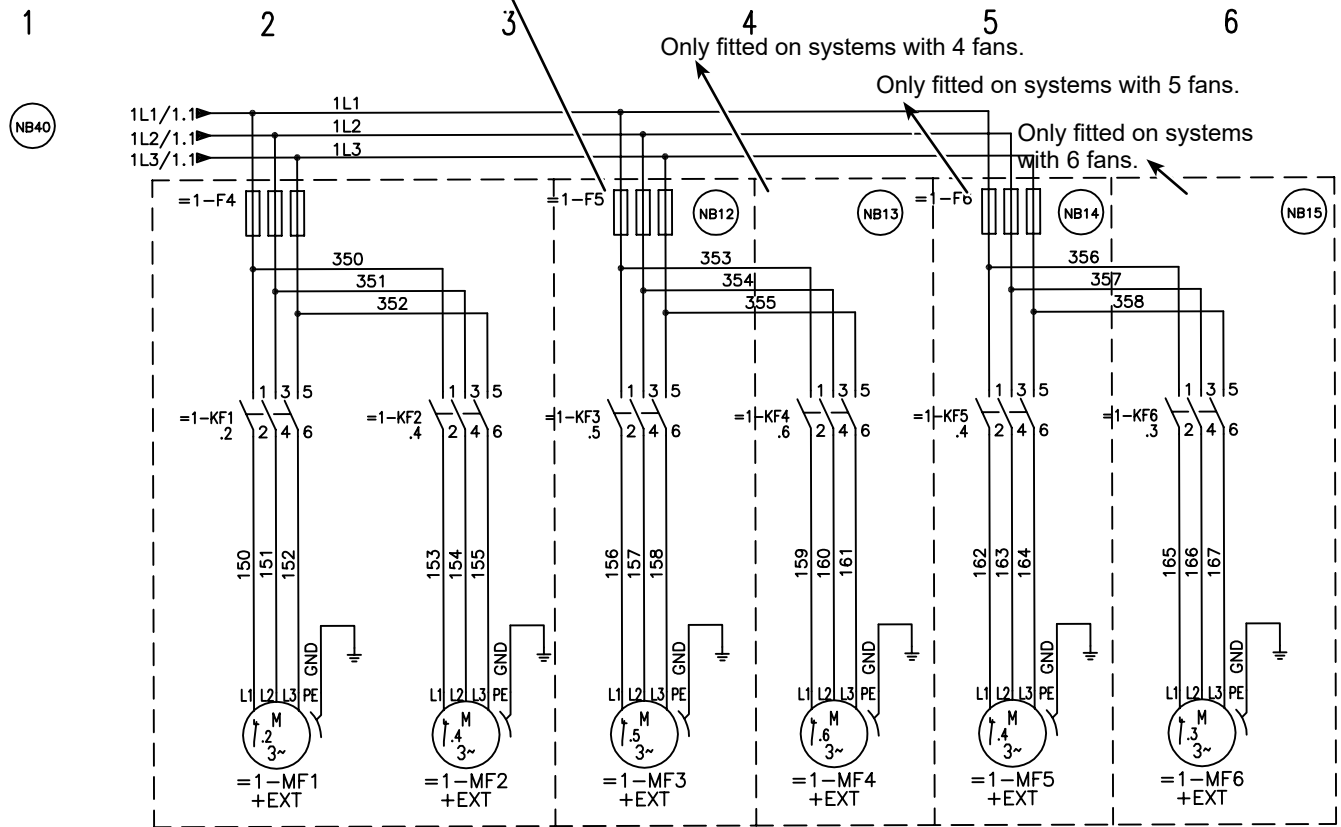 1 2 3 4 5 6
Only fitted on systems with 4 fans.
Only fitted on systems with 5 fans.
Only fitted on systems
with 6 fans.
NB40
1L1/1.1 1L1
1L2/1.1 1L2
1L3/1.1 1L3
=1-F4 =1-F5 NB12 NB13 =1-F6 NB14 NB15
350 353 356
351 354 357
352 355 358
1 3 5 1 3 5 1 3 5 1 3 5 1 3 5 1 3 5
=1-KF1 =1-KF2 =1-KF3 =1-KF4 =1-KF5 =1-KF6
.2 2 4 6 .4 2 4 6 .5 2 4 6 .6 2 4 6 .4 2 4 6 .3 2 4 6
150 151 152 153 154 155 156 157 158 159 160 161 162 163 164 165 166 167
GND GND GND GND GND GND
L1 L2 L3 PE L1 L2 L3 PE L1 L2 L3 PE L1 L2 L3 PE L1 L2 L3 PE L1 L2 L3 PE
M M M M M M
.2 .4 .5 .6 .4 .3
3~ 3~ 3~ 3~ 3~ 3~
=1-MF1 =1-MF2 =1-MF3 =1-MF4 =1-MF5 =1-MF6
+EXT +EXT +EXT +EXT +EXT +EXT